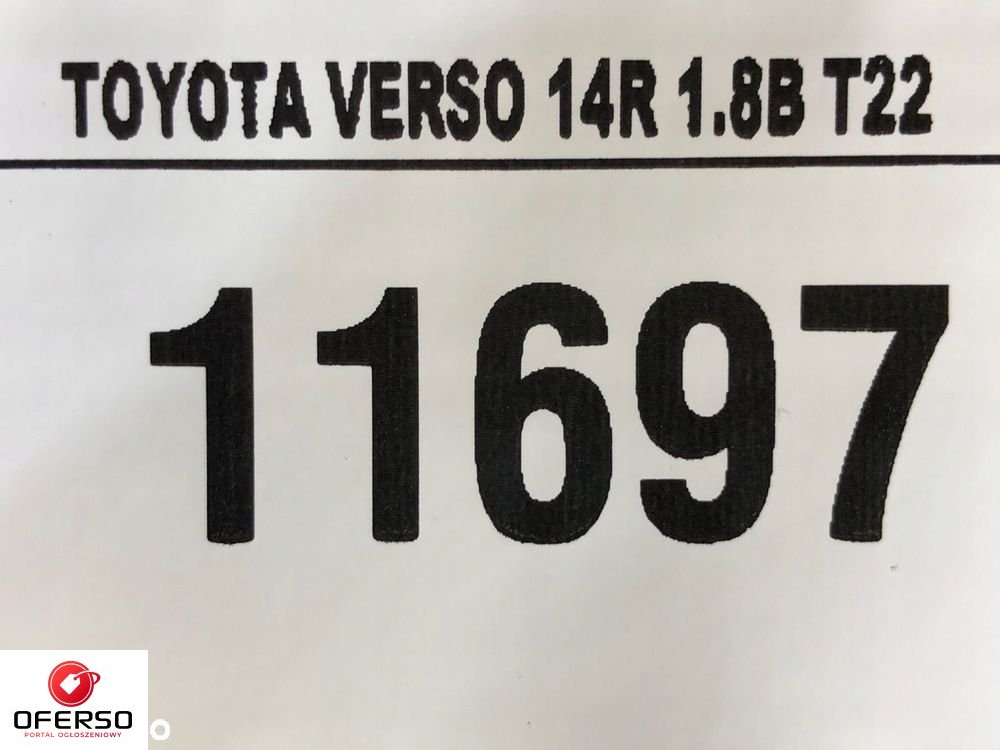 TOYOTA VERSO 14R 1.8B T22
11697
OFERSO
PORTAL OGŁOSZENIOWY